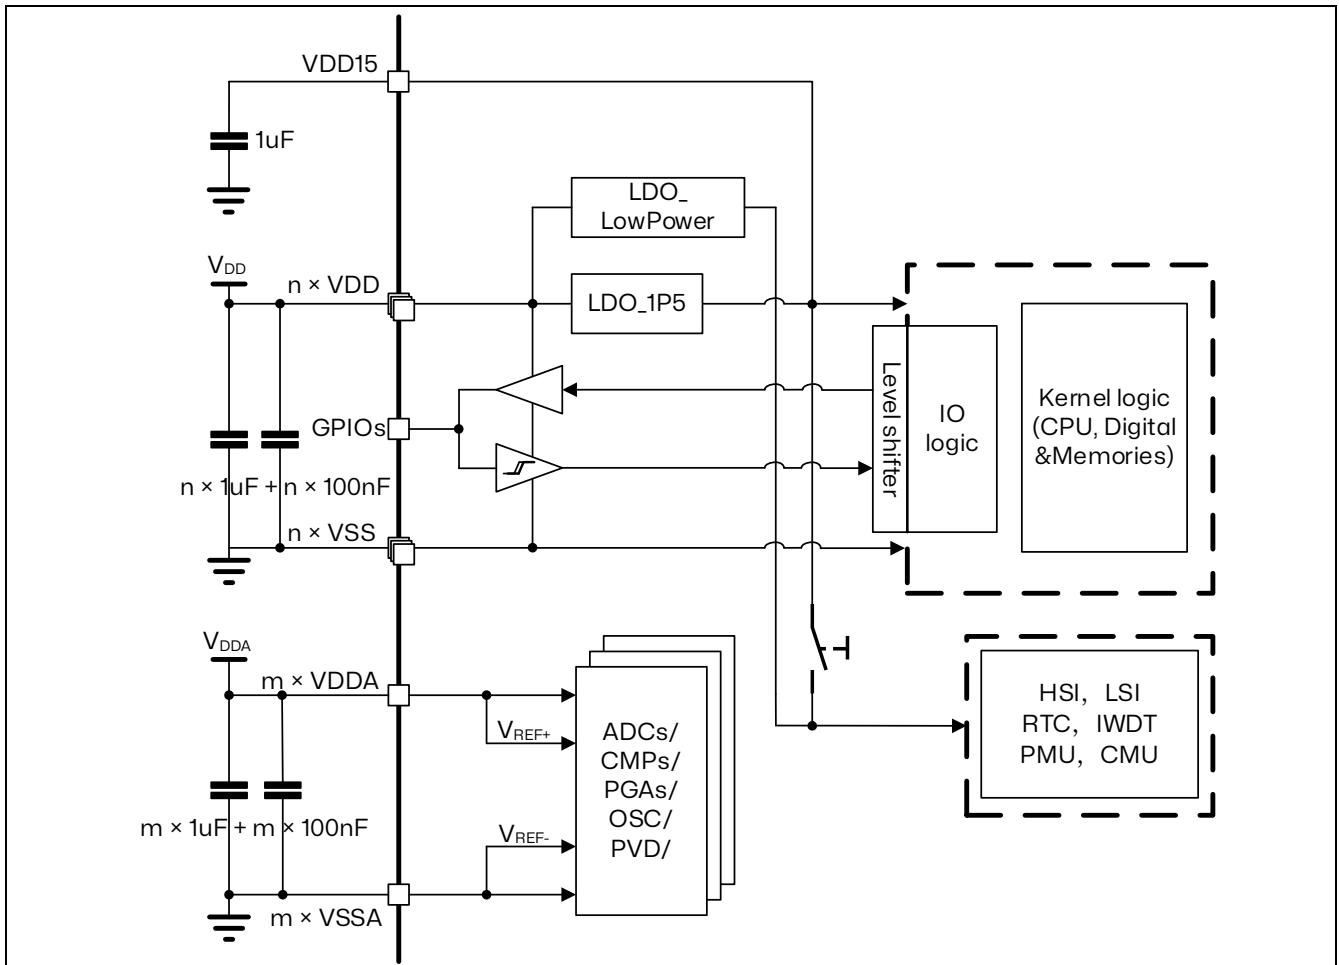 VDD15
1uF
LDO_
LowPower
VDD
n × VDD
LDO_1P5
GPIOs
Level shifter
IO
logic
Kernel logic
(CPU, Digital
&Memories)
n × 1uF + n × 100nF
n × VSS
VDDA
m × VDDA
VREF+
ADCs/
CMPs/
PGAs/
OSC/
PVD/
HSI, LSI
RTC, IWDT
PMU, CMU
m × 1uF + m × 100nF
VREF-
m × VSSA